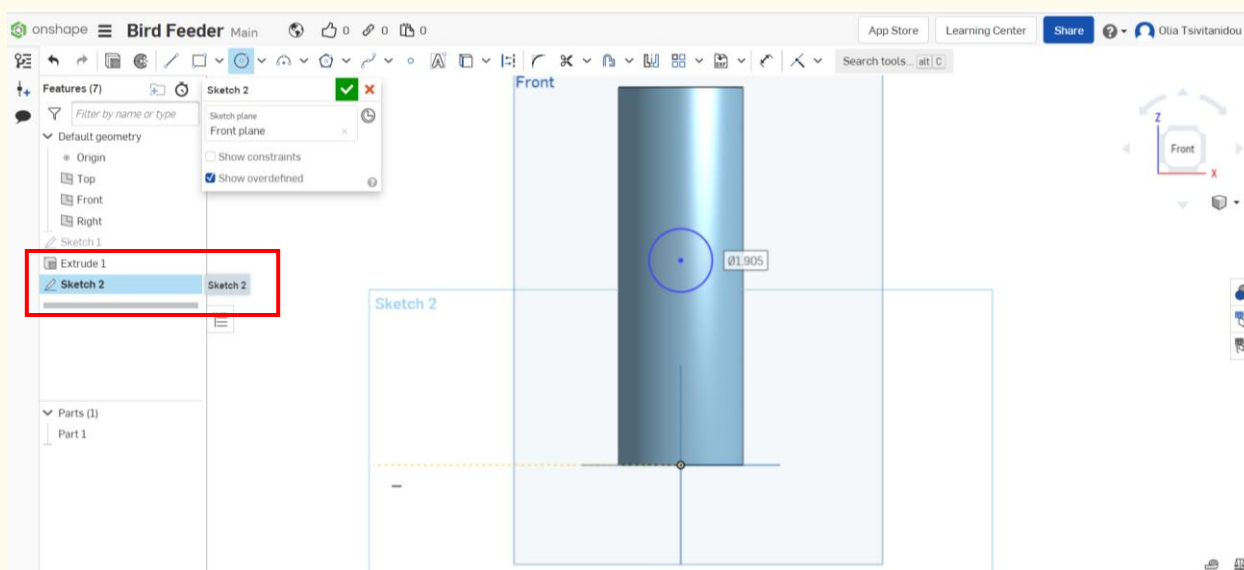 onshape Bird Feeder Main 0 0 0 App Store Learning Center Share Olia Tsivitanidou
Search tools... alt C
Features (7)
Filter by name or type
Default geometry
Origin
Top
Front
Right
Sketch 1
Extrude 1
Sketch 2
Parts (1)
Part 1
Sketch 2
Sketch plane
Front plane
Show constraints
Show overdefined
Sketch 2
Front
Ø1.905
Sketch 2
Z
Front
X